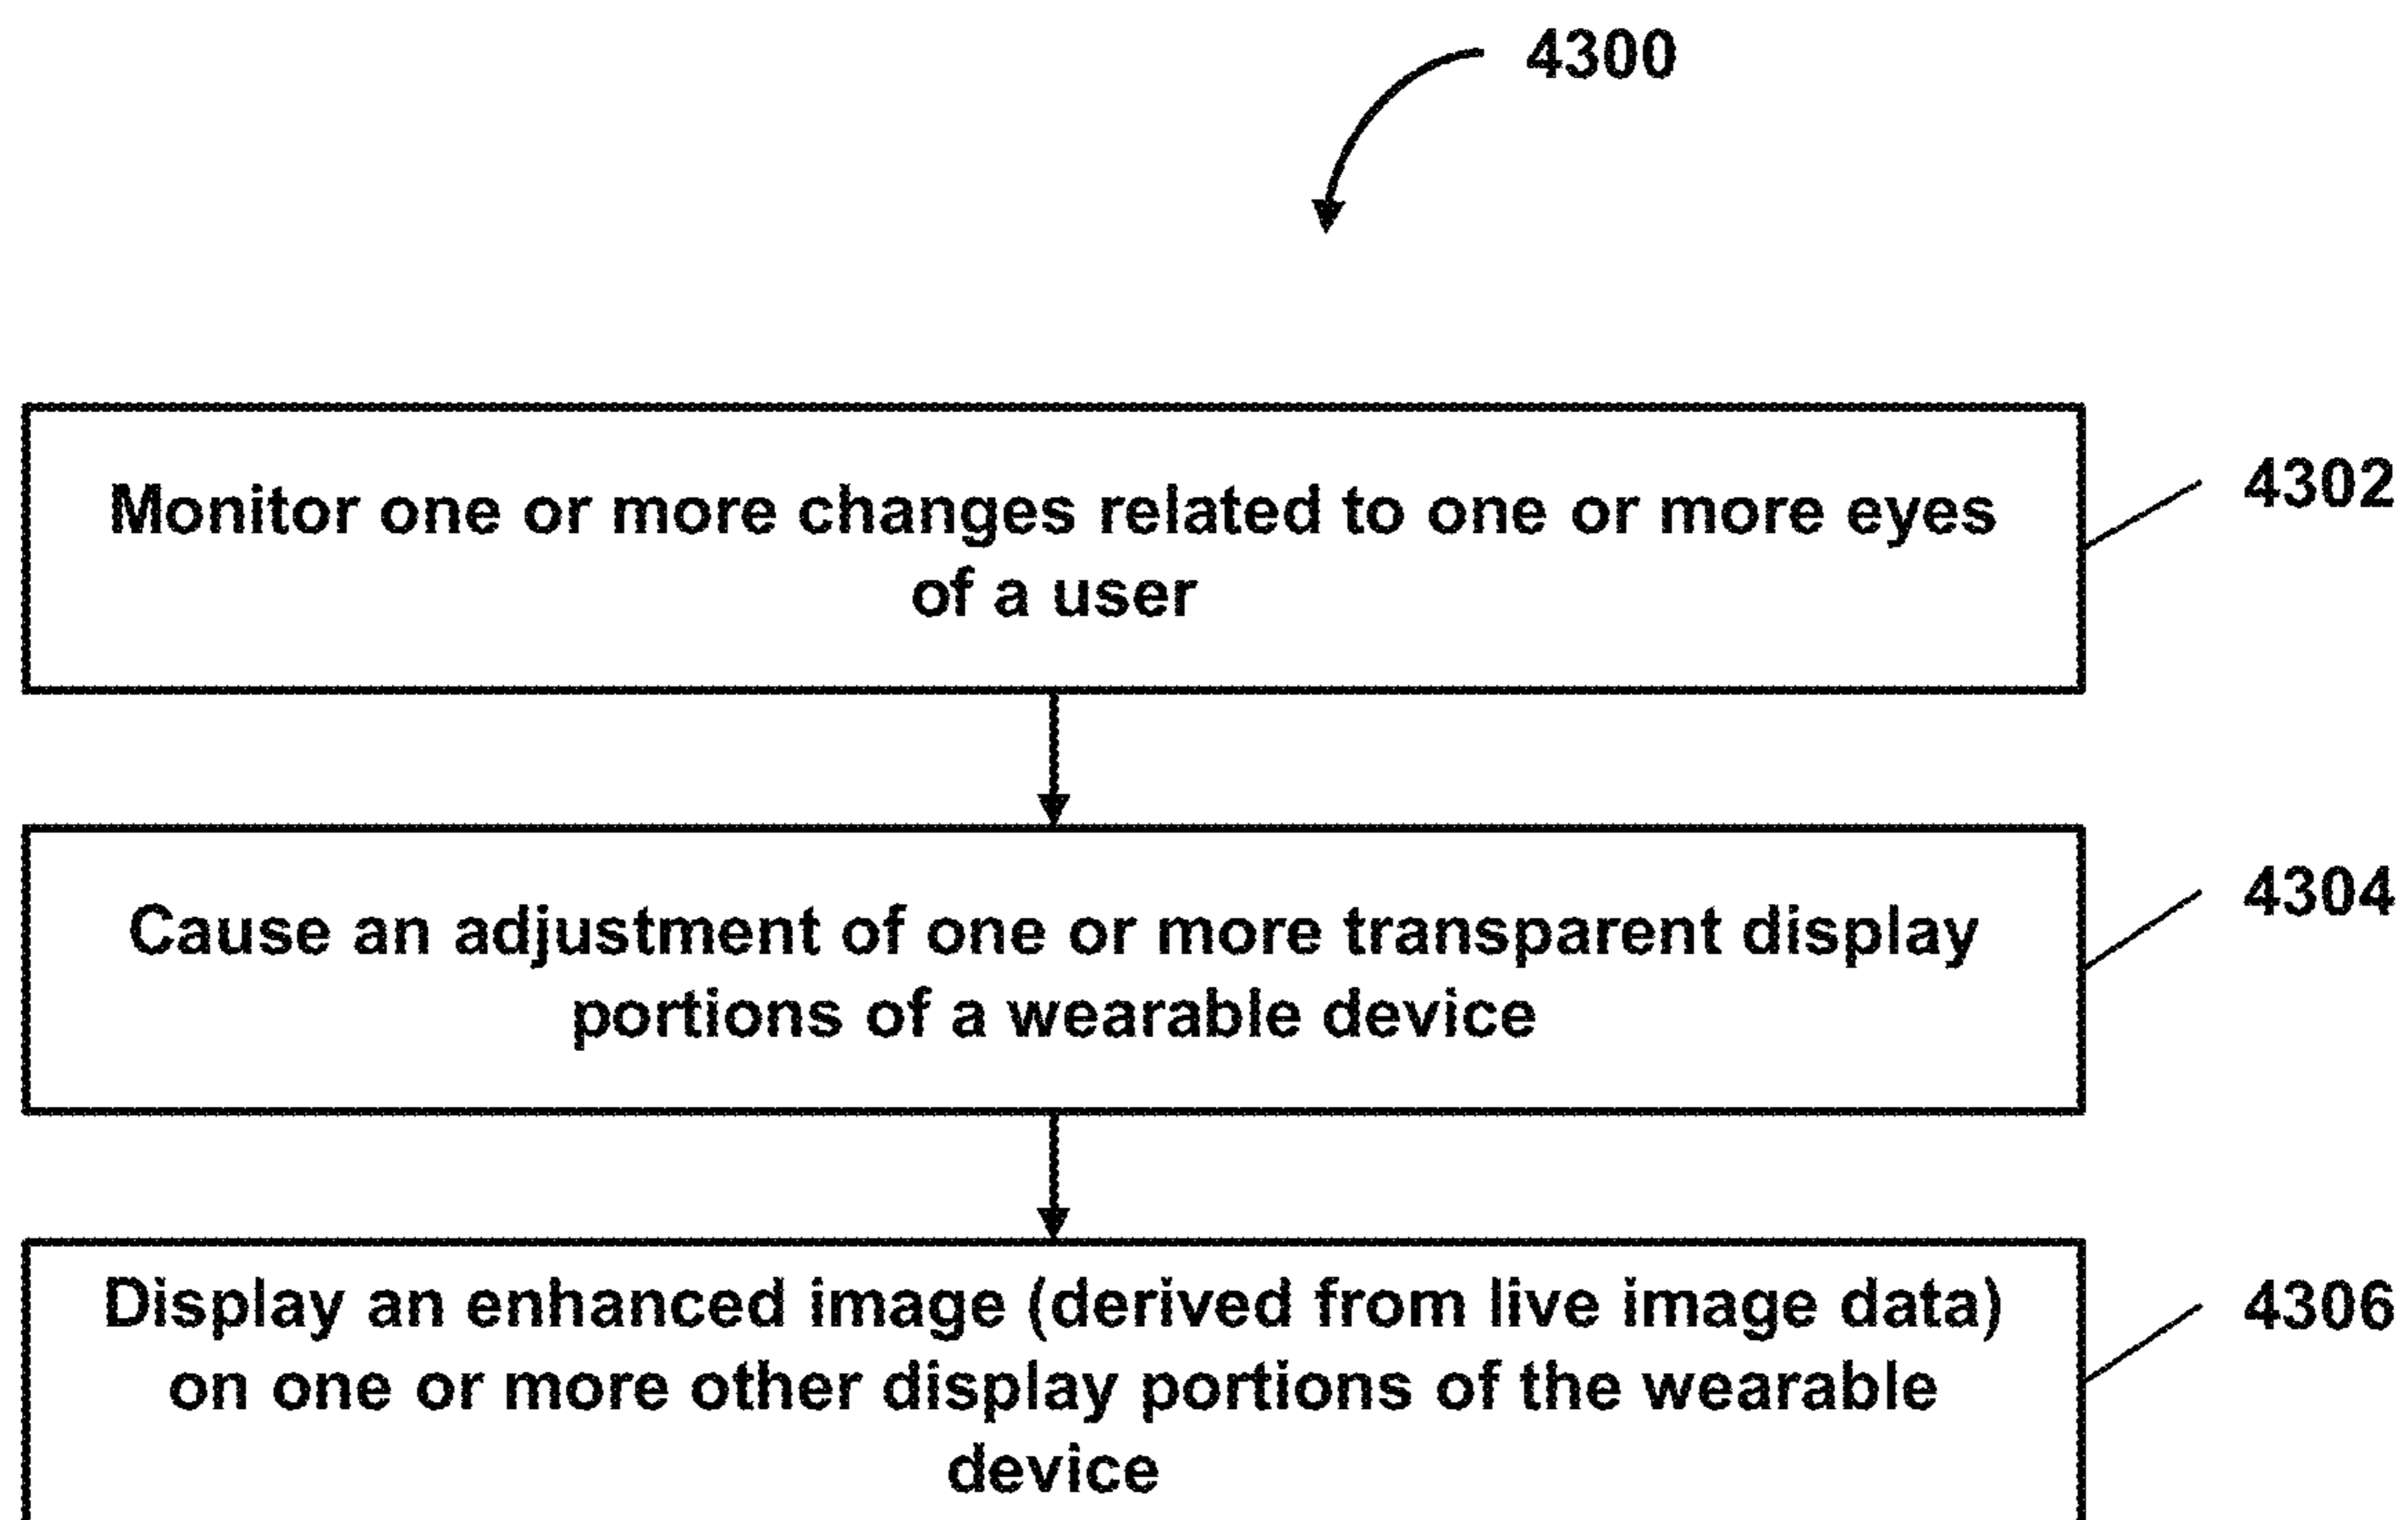 4300
Monitor one or more changes related to one or more eyes
of a user
4302
Cause an adjustment of one or more transparent display
portions of a wearable device
4304
Display an enhanced image (derived from live image data)
on one or more other display portions of the wearable
device
4306